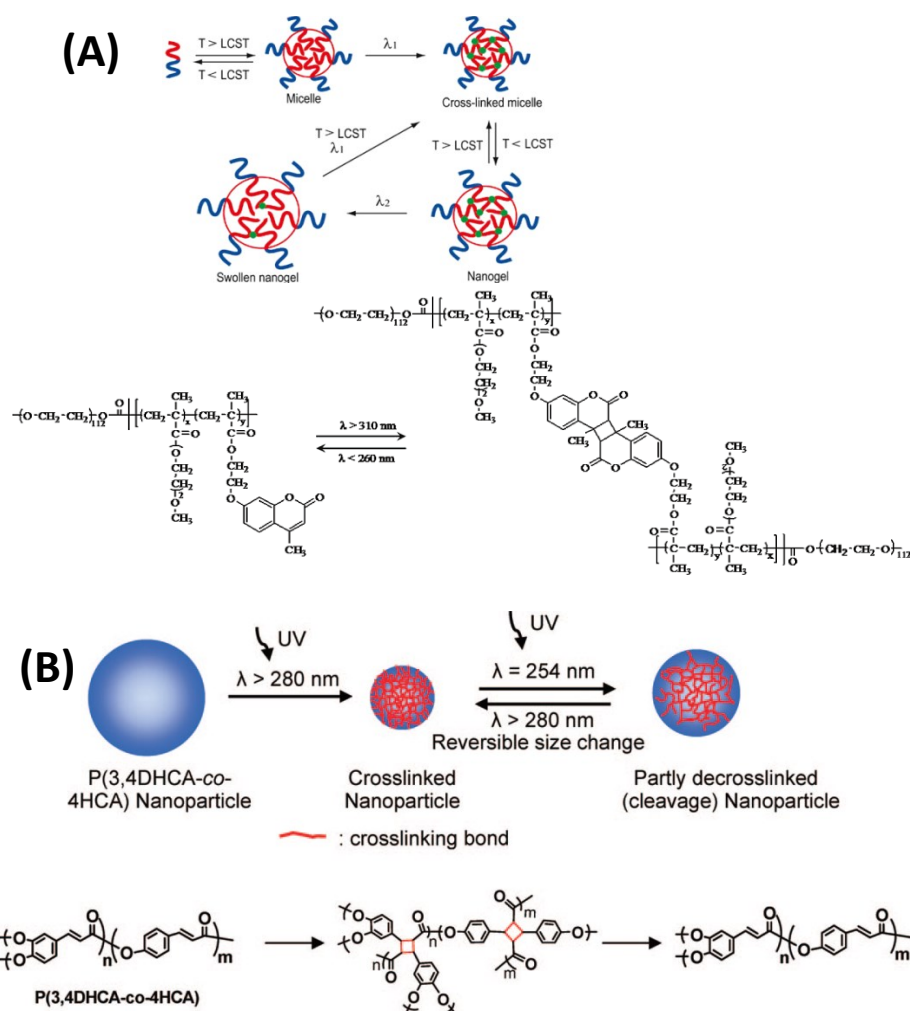 (A)
T > LCST
T < LCST
Micelle
λ1
Cross-linked micelle
T > LCST
λ1
T > LCST
T < LCST
λ2
Swollen nanogel
Nanogel
λ > 310 nm
λ < 260 nm
(B)
UV
λ > 280 nm
UV
λ = 254 nm
λ > 280 nm
Reversible size change
P(3,4DHCA-co-
4HCA) Nanoparticle
Crosslinked
Nanoparticle
Partly decrosslinked
(cleavage) Nanoparticle
: crosslinking bond
P(3,4DHCA-co-4HCA)